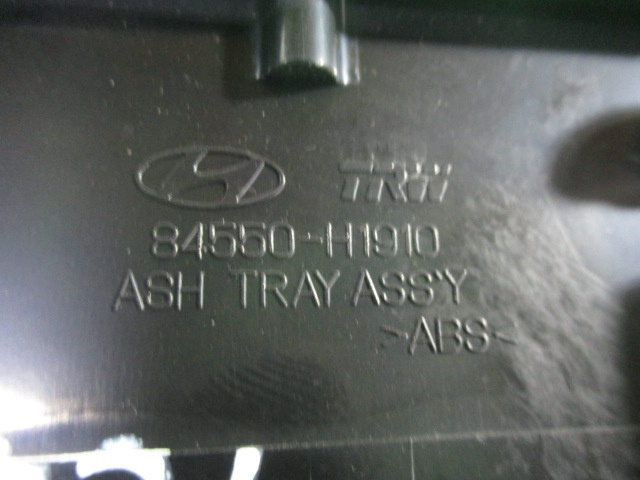 TRW
84550-H1910
ASH TRAY ASS'Y
>ABS<